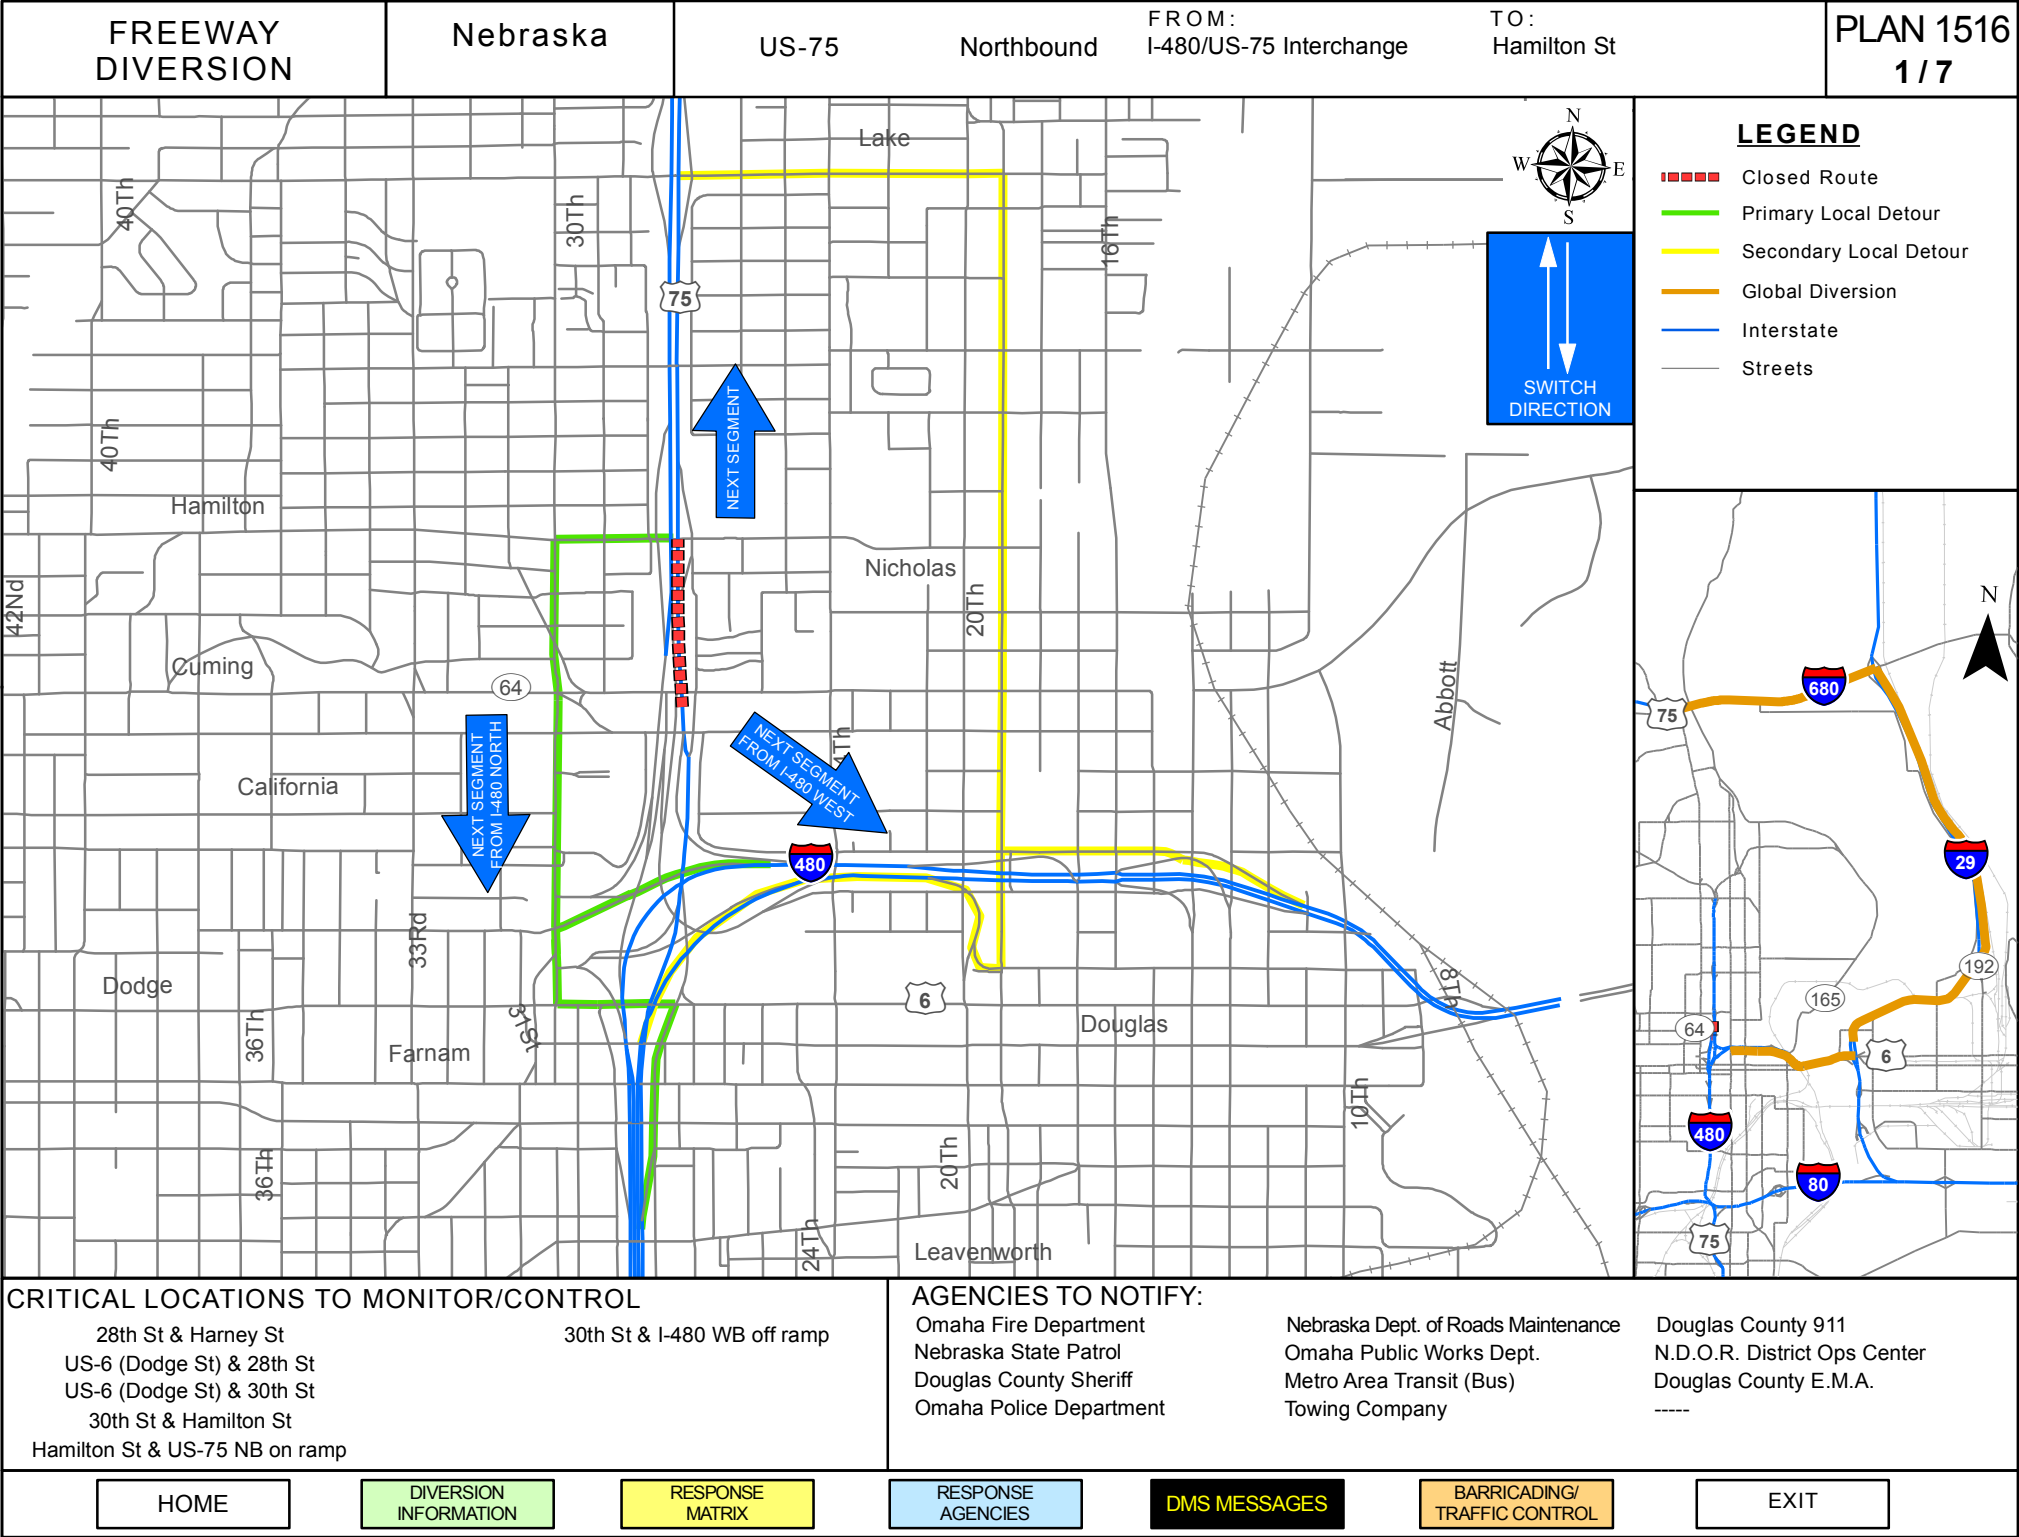 FREEWAY
DIVERSION
Nebraska
US-75
Northbound
FROM:
I-480/US-75 Interchange
TO:
Hamilton St
PLAN 1516
1 / 7
Lake
40Th
30Th
16Th
N
W
E
S
75
SWITCH
DIRECTION
NEXT SEGMENT
40Th
Hamilton
Nicholas
42Nd
20Th
Cuming
64
Abbott
NEXT SEGMENT
FROM I-480 NORTH
NEXT SEGMENT
FROM I-480 WEST
4Th
California
480
33Rd
Dodge
6
8Th
36Th
31St
Farnam
Douglas
10Th
36Th
20Th
24Th
Leavenworth
LEGEND
Closed Route
Primary Local Detour
Secondary Local Detour
Global Diversion
Interstate
Streets
N
680
75
29
192
165
64
6
480
80
75
CRITICAL LOCATIONS TO MONITOR/CONTROL
28th St & Harney St
US-6 (Dodge St) & 28th St
US-6 (Dodge St) & 30th St
30th St & Hamilton St
Hamilton St & US-75 NB on ramp
30th St & I-480 WB off ramp
AGENCIES TO NOTIFY:
Omaha Fire Department
Nebraska State Patrol
Douglas County Sheriff
Omaha Police Department
Nebraska Dept. of Roads Maintenance
Omaha Public Works Dept.
Metro Area Transit (Bus)
Towing Company
Douglas County 911
N.D.O.R. District Ops Center
Douglas County E.M.A.
-----
HOME
DIVERSION
INFORMATION
RESPONSE
MATRIX
RESPONSE
AGENCIES
DMS MESSAGES
BARRICADING/
TRAFFIC CONTROL
EXIT